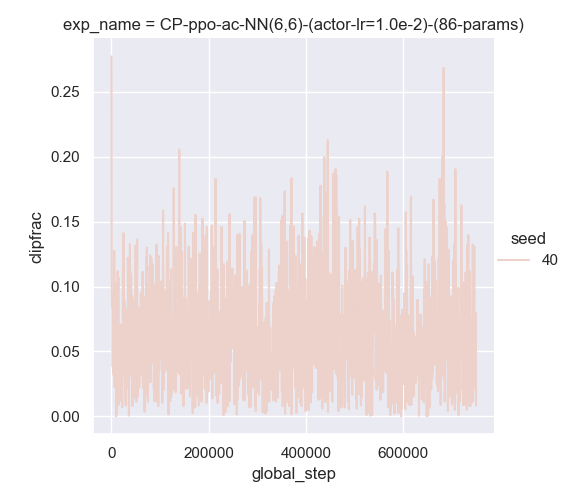 exp_name = CP-ppo-ac-NN(6,6)-(actor-lr=1.0e-2)-(86-params)
0.25
0.20
0.15
0.10
0.05
0.00
clipfrac
0
200000
400000
600000
global_step
seed
40